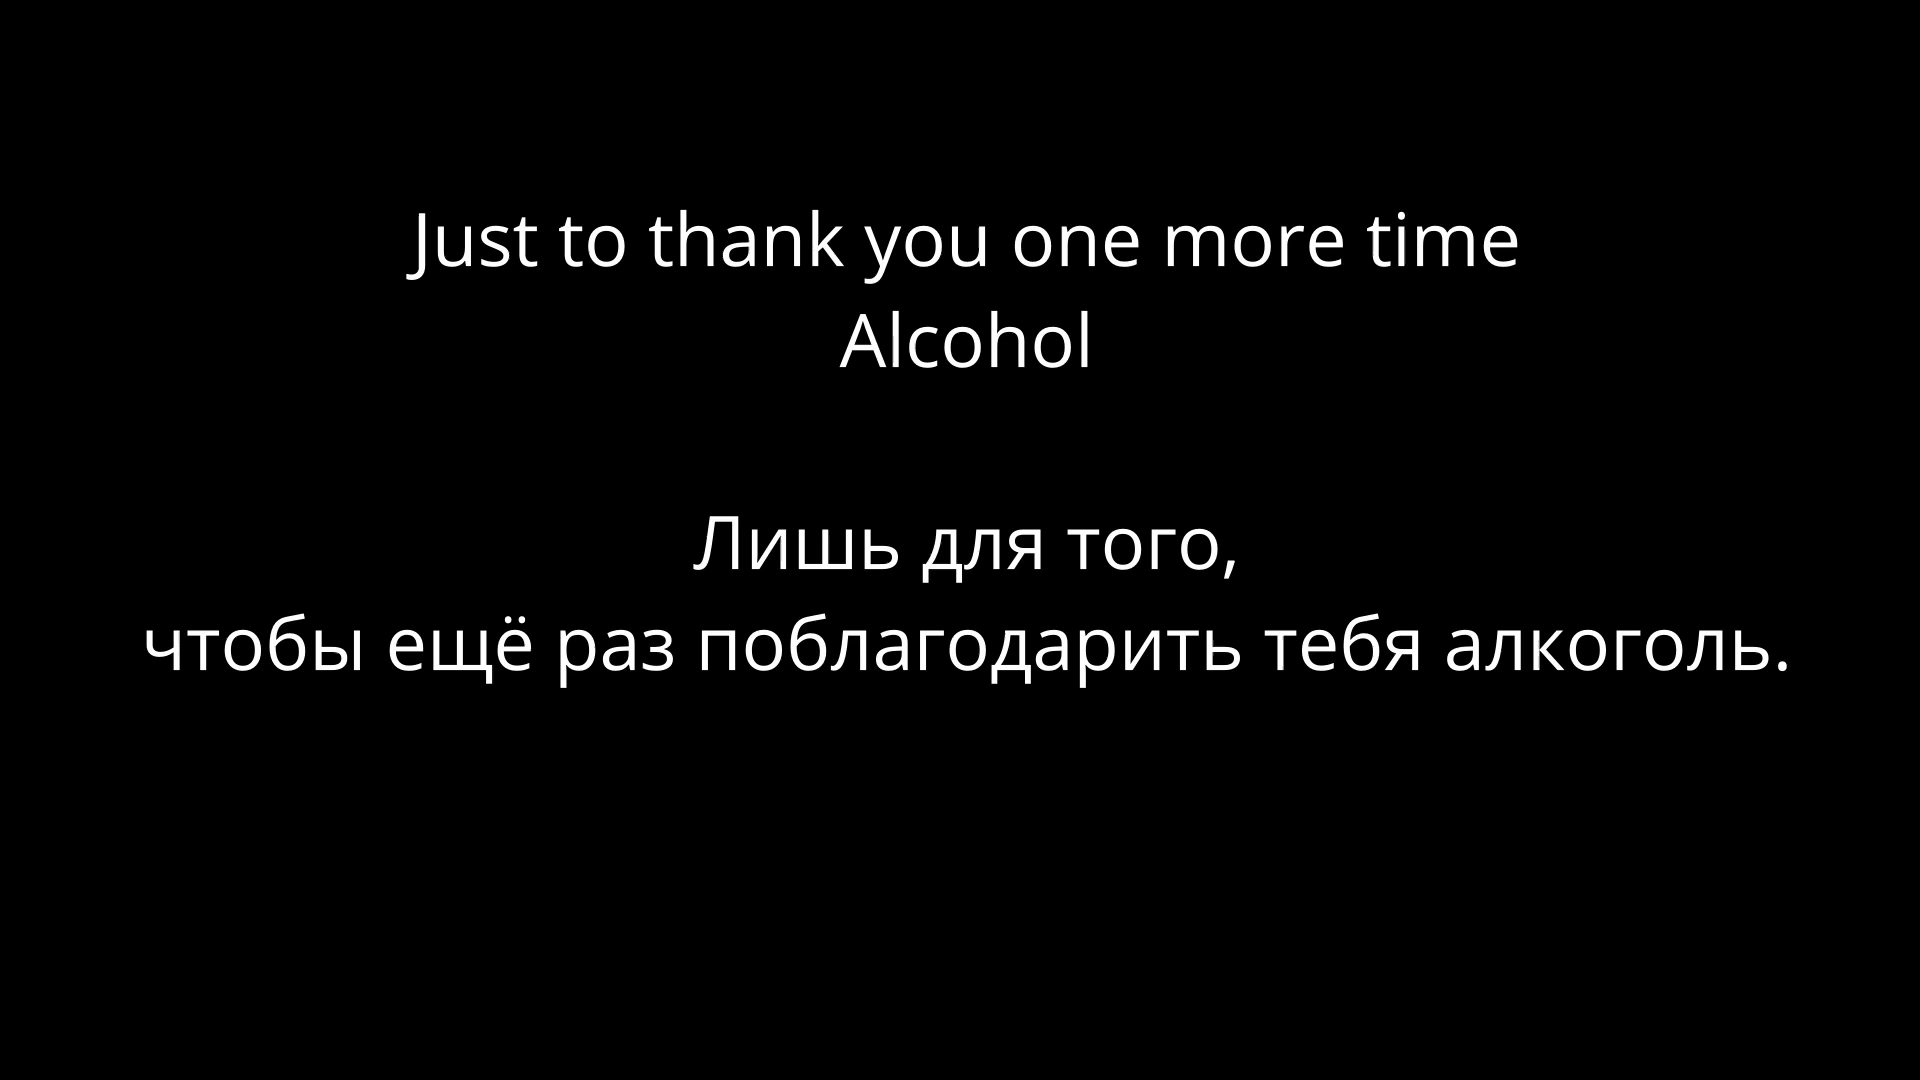 Just to thank you one more time
Alcohol
Лишь для того,
чтобы ещё раз поблагодарить тебя алкоголь.